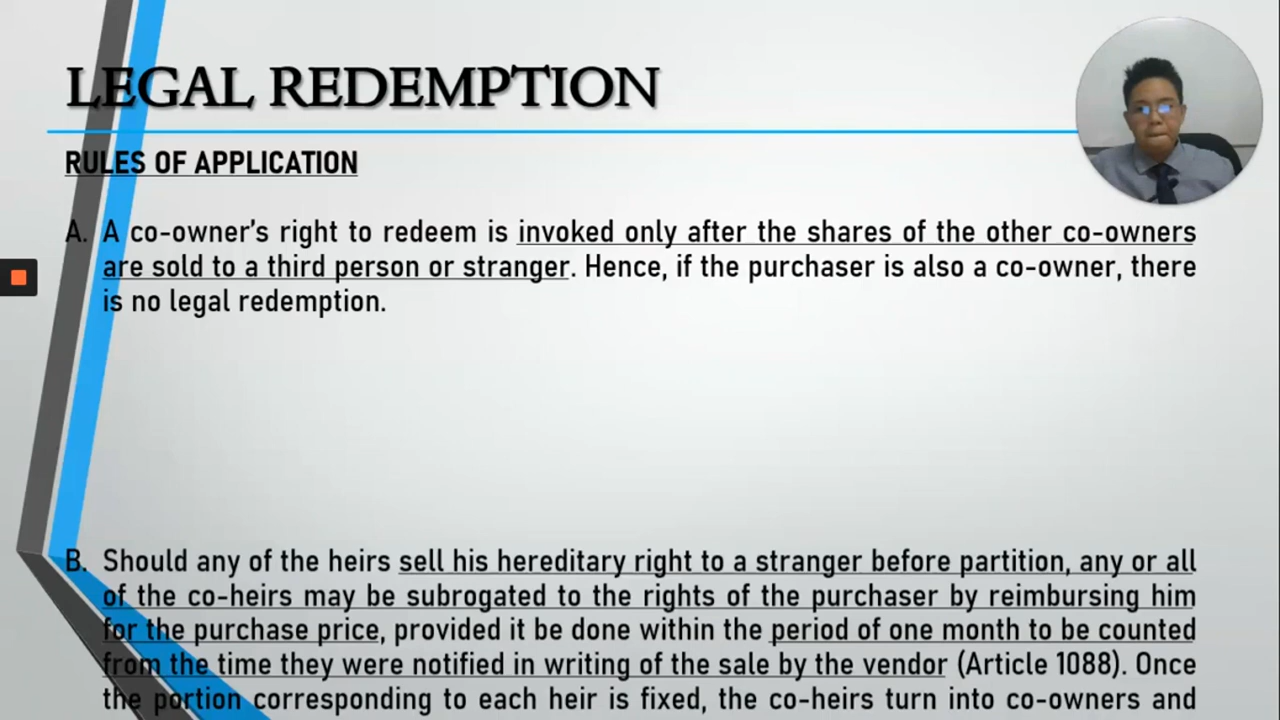 LEGAL REDEMPTION
RULES OF APPLICATION
A. A co-owner's right to redeem is invoked only after the shares of the other co-owners
are sold to a third person or stranger. Hence, if the purchaser is also a co-owner, there
is no legal redemption.
B. Should any of the heirs sell his hereditary right to a stranger before partition, any or all
of the co-heirs may be subrogated to the rights of the purchaser by reimbursing him
for the purchase price, provided it be done within the period of one month to be counted
from the time they were notified in writing of the sale by the vendor (Article 1088). Once
the portion corresponding to each heir is fixed, the co-heirs turn into co-owners and